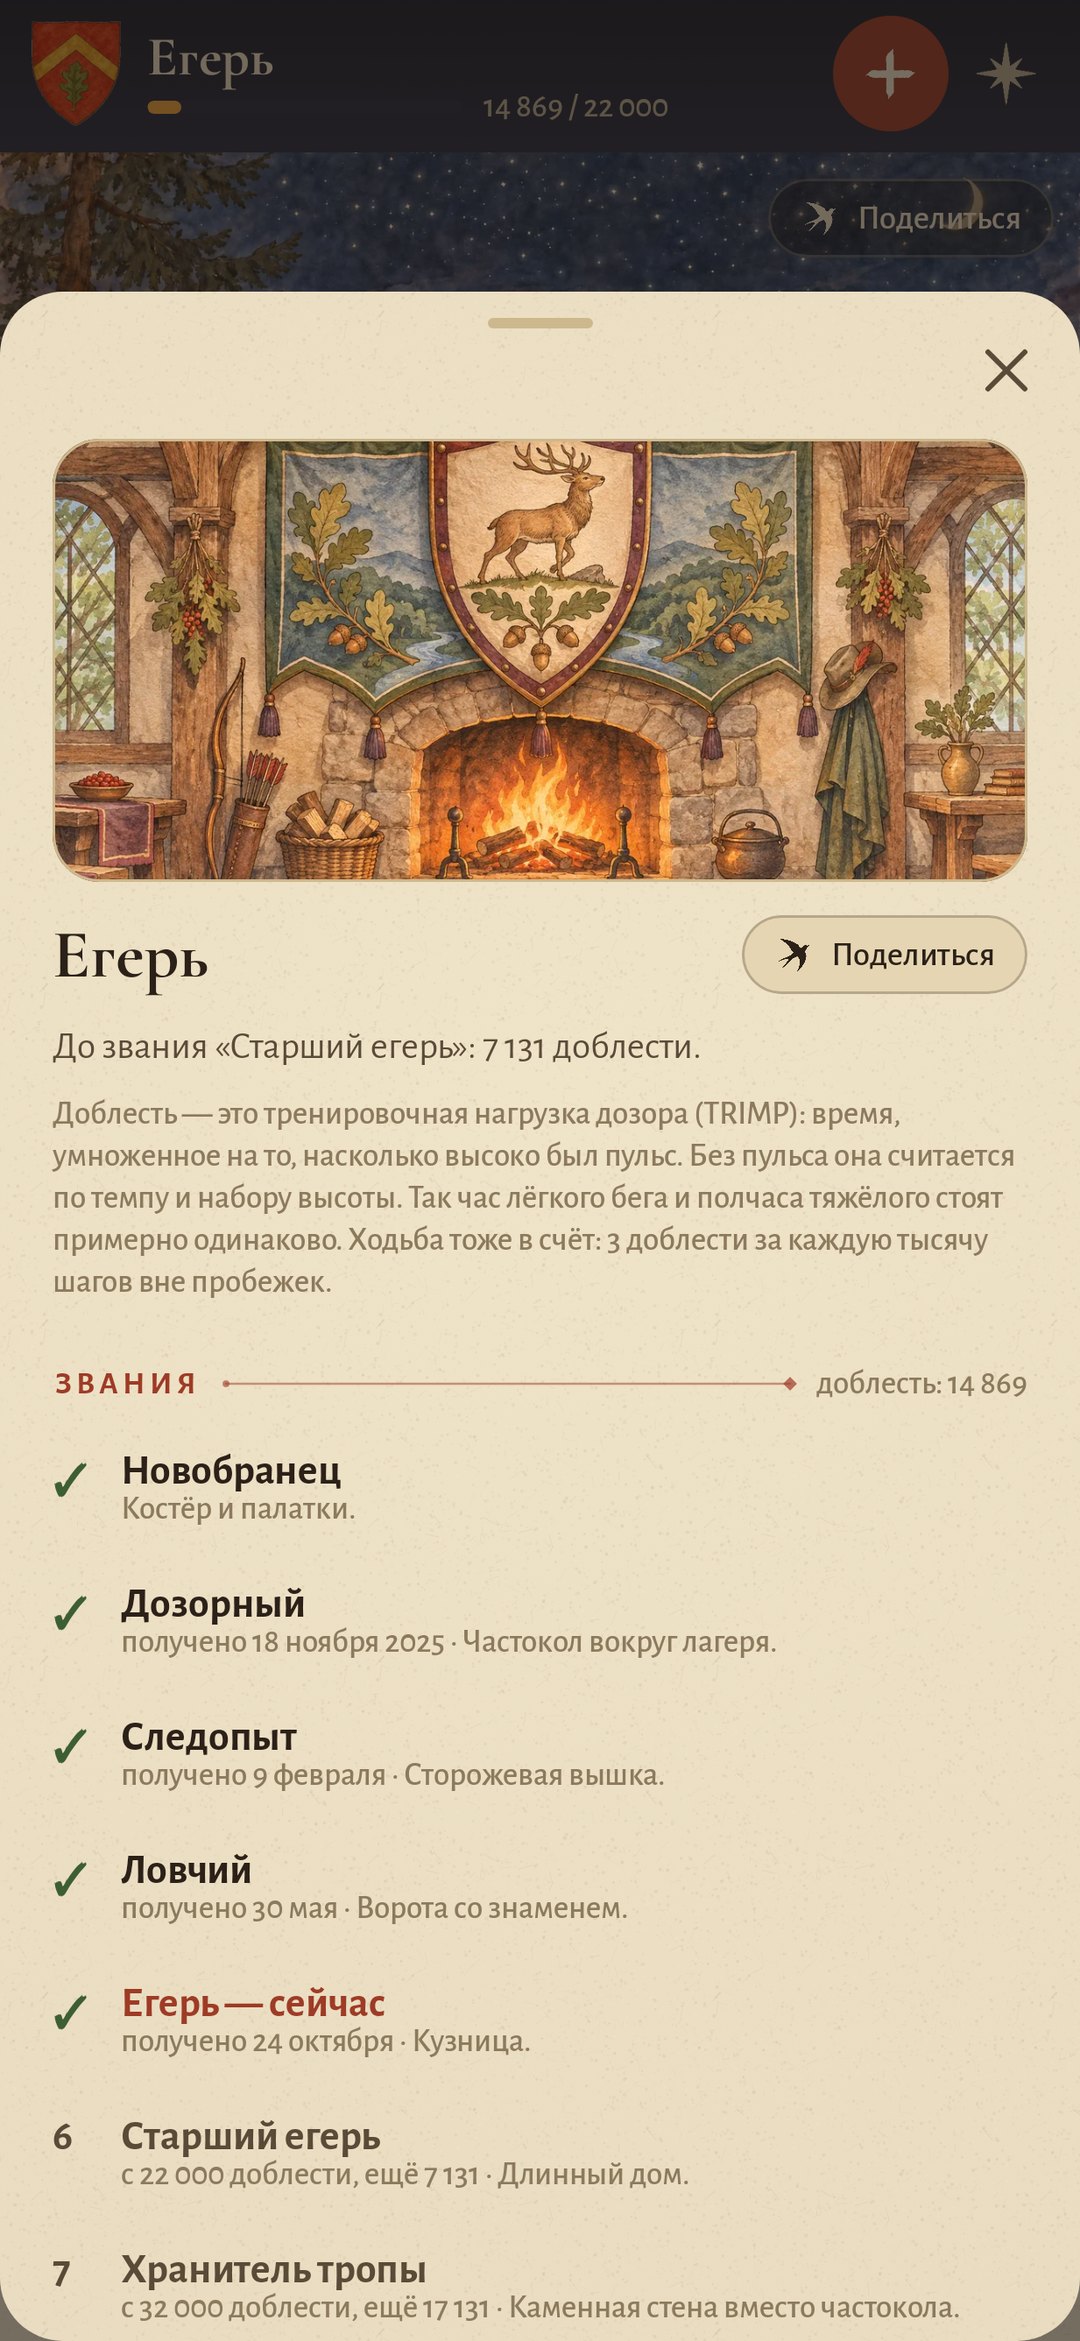 Егерь
14 869 / 22 000
Поделиться
Егерь
Поделиться
До звания «Старший егерь»: 7 131 доблести.
Доблесть — это тренировочная нагрузка дозора (TRIMP): время,
умноженное на то, насколько высоко был пульс. Без пульса она считается
по темпу и набору высоты. Так час лёгкого бега и полчаса тяжёлого стоят
примерно одинаково. Ходьба тоже в счёт: 3 доблести за каждую тысячу
шагов вне пробежек.
ЗВАНИЯ
доблесть: 14 869
Новобранец
Костёр и палатки.
Дозорный
получено 18 ноября 2025 · Частокол вокруг лагеря.
Следопыт
получено 9 февраля · Сторожевая вышка.
Ловчий
получено 30 мая · Ворота со знаменем.
Егерь — сейчас
получено 24 октября · Кузница.
6 Старший егерь
с 22 000 доблести, ещё 7 131 · Длинный дом.
7 Хранитель тропы
с 32 000 доблести, ещё 17 131 · Каменная стена вместо частокола.